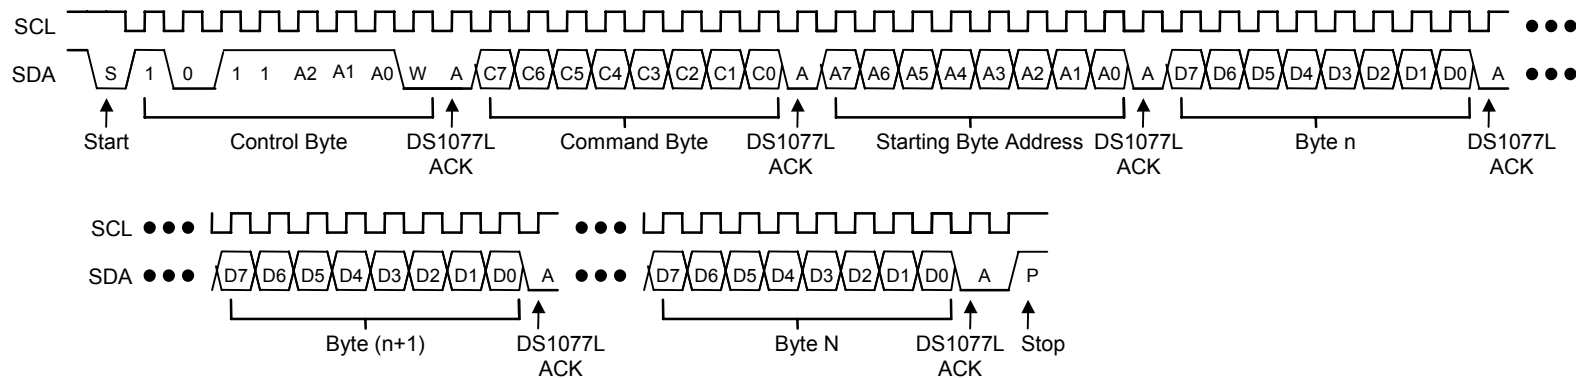 SCL
SDA S 1 0 1 1 A2 A1 A0 W A C7 C6 C5 C4 C3 C2 C1 C0 A A7 A6 A5 A4 A3 A2 A1 A0 A D7 D6 D5 D4 D3 D2 D1 D0 A
Start Control Byte DS1077L ACK Command Byte DS1077L ACK Starting Byte Address DS1077L ACK Byte n DS1077L ACK
SCL
SDA D7 D6 D5 D4 D3 D2 D1 D0 A D7 D6 D5 D4 D3 D2 D1 D0 A P
Byte (n+1) DS1077L ACK Byte N DS1077L ACK Stop